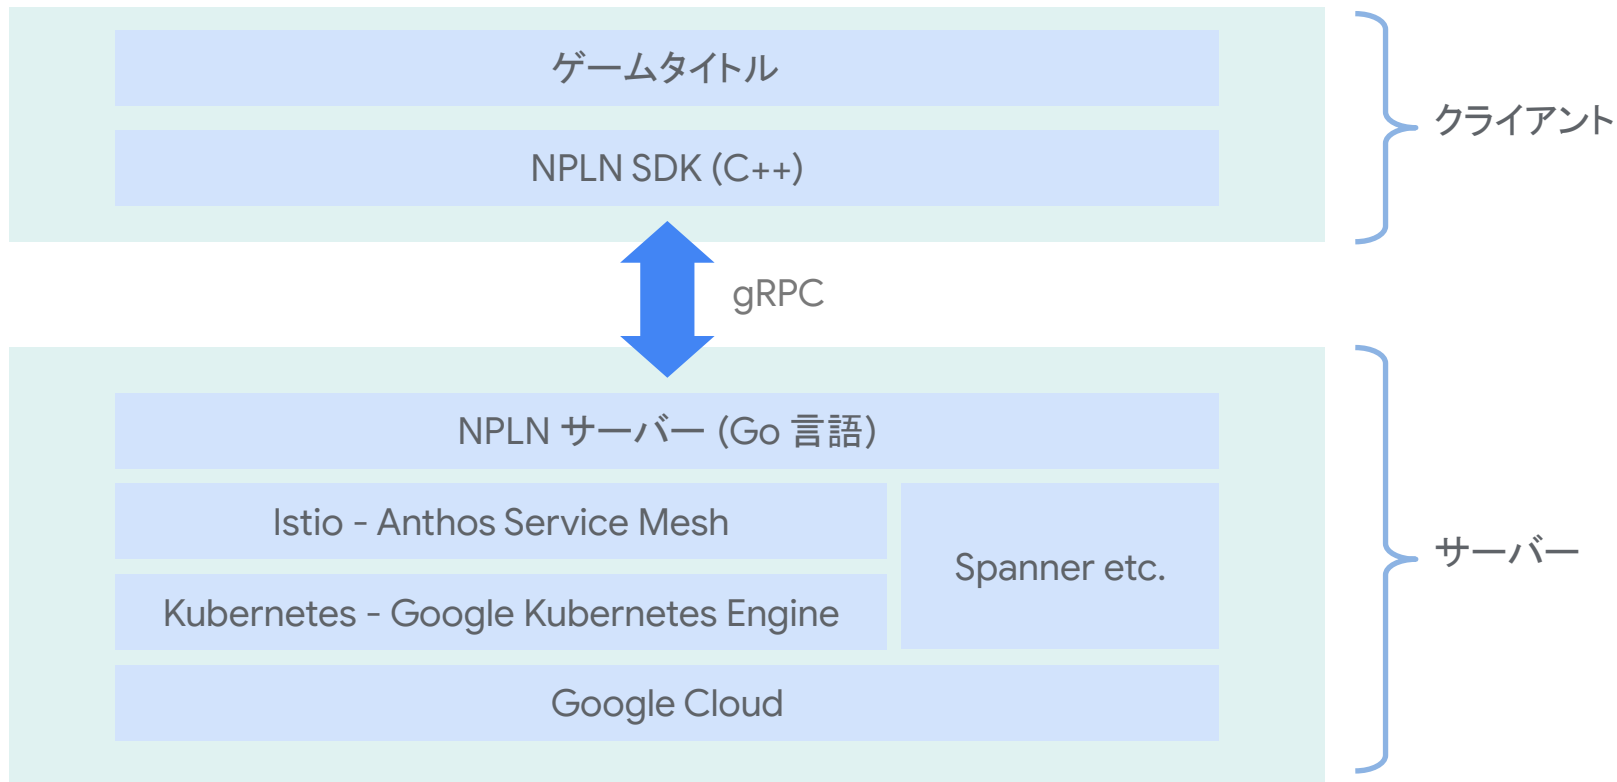 ゲームタイトル
NPLN SDK (C++)
クライアント
gRPC
NPLN サーバー (Go 言語)
Istio - Anthos Service Mesh
Spanner etc.
Kubernetes - Google Kubernetes Engine
Google Cloud
サーバー